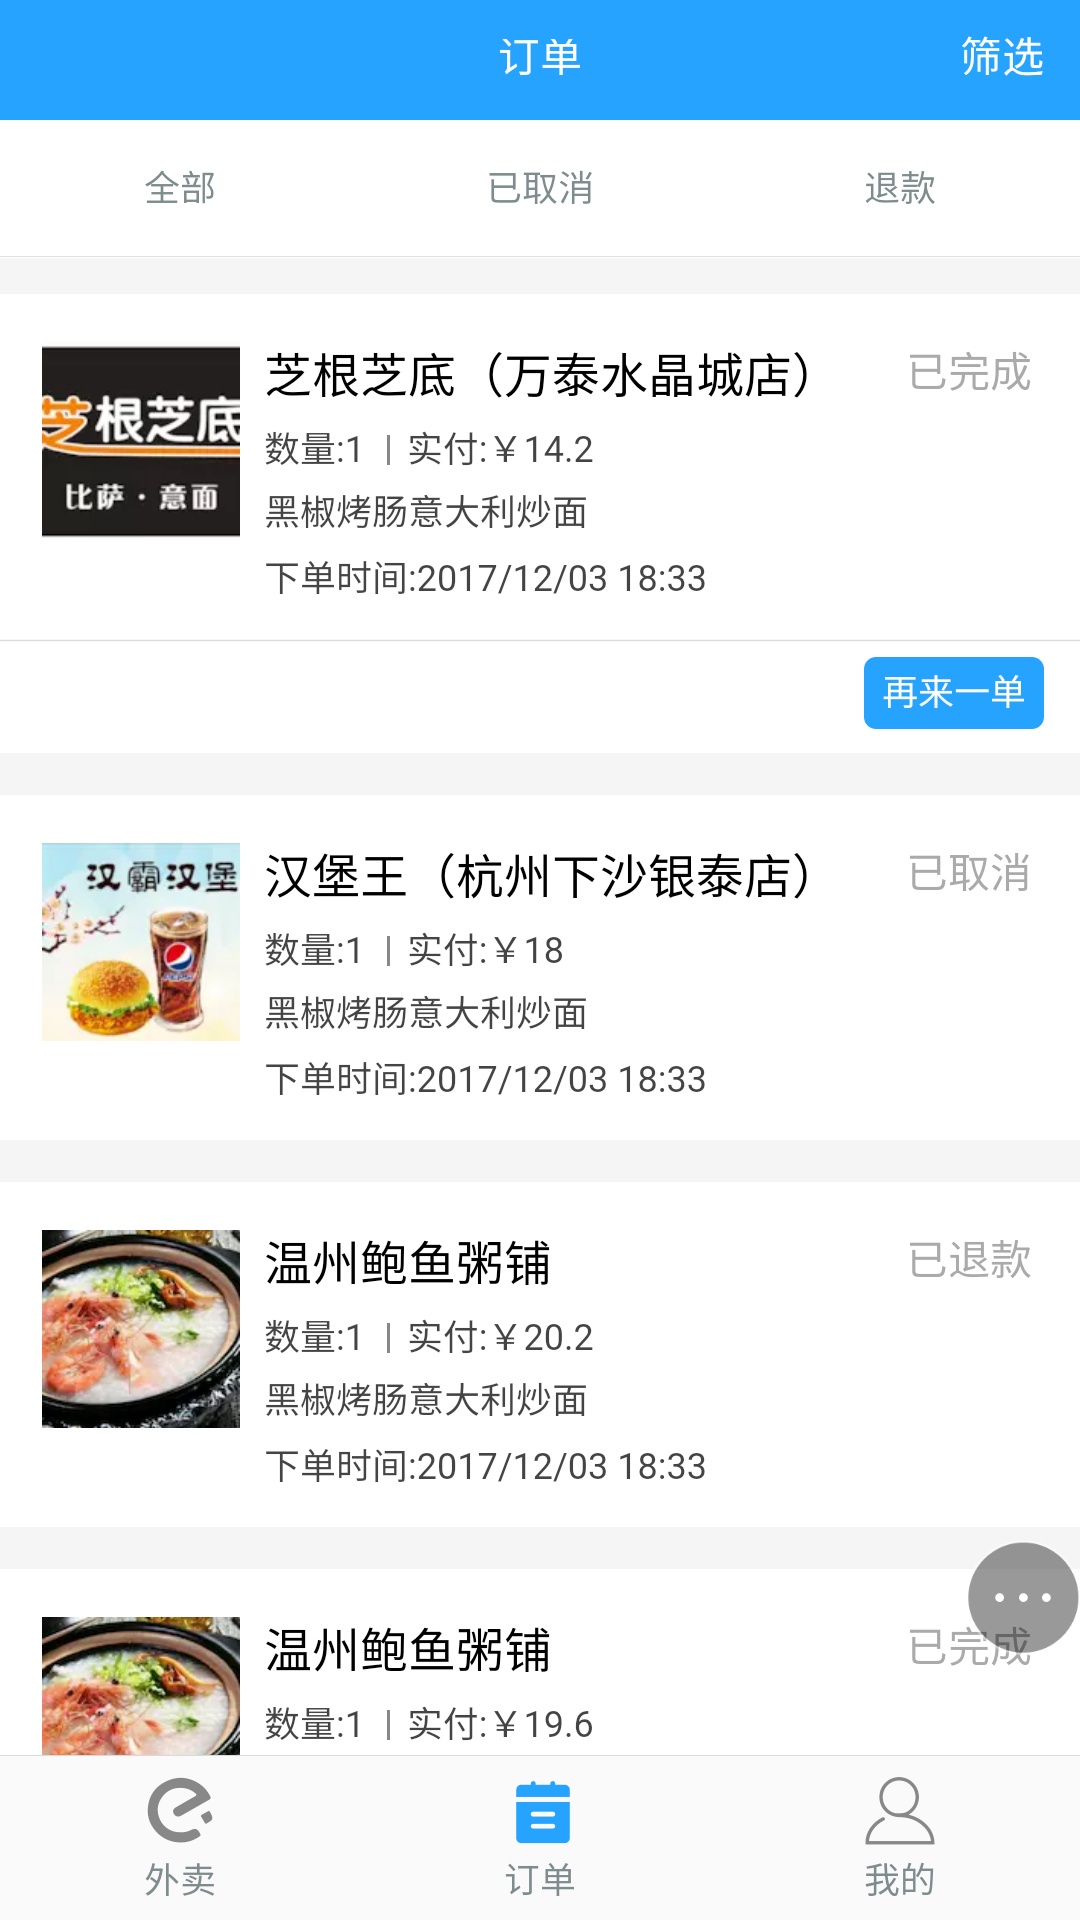 订单
筛选
全部
已取消
退款
芝根芝底（万泰水晶城店）
已完成
芝根芝底
比萨·意面
数量:1 | 实付:￥14.2
黑椒烤肠意大利炒面
下单时间:2017/12/03 18:33
再来一单
汉堡王（杭州下沙银泰店）
已取消
汉霸汉堡
数量:1 | 实付:￥18
黑椒烤肠意大利炒面
下单时间:2017/12/03 18:33
温州鲍鱼粥铺
已退款
数量:1 | 实付:￥20.2
黑椒烤肠意大利炒面
下单时间:2017/12/03 18:33
温州鲍鱼粥铺
已完成
数量:1 | 实付:￥19.6
外卖
订单
我的